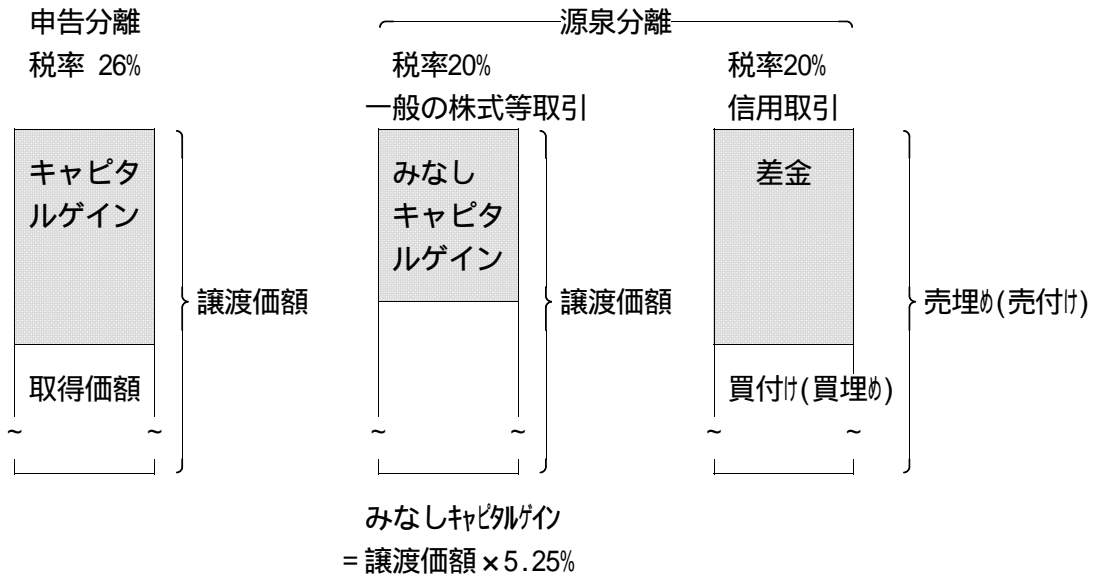 申告分離
税率 26%
源泉分離
税率20%
一般の株式等取引
税率20%
信用取引
キャピタ
ルゲイン
譲渡価額
取得価額
~ ~
みなし
キャピタ
ルゲイン
譲渡価額
~ ~
差金
売埋め(売付け)
買付け(買埋め)
~ ~
みなしキャピタルゲイン
=譲渡価額×5.25%